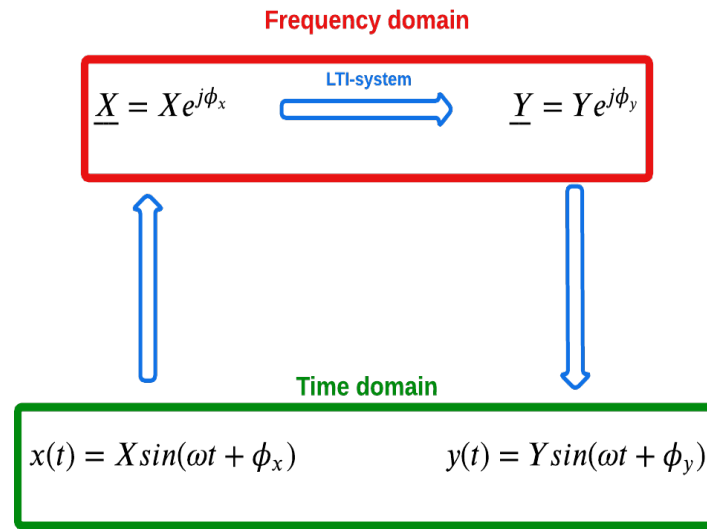 Frequency domain
LTI-system
X = Xe^{jϕ_x}
Y = Ye^{jϕ_y}
Time domain
x(t) = Xsin(ωt + ϕ_x)
y(t) = Ysin(ωt + ϕ_y)